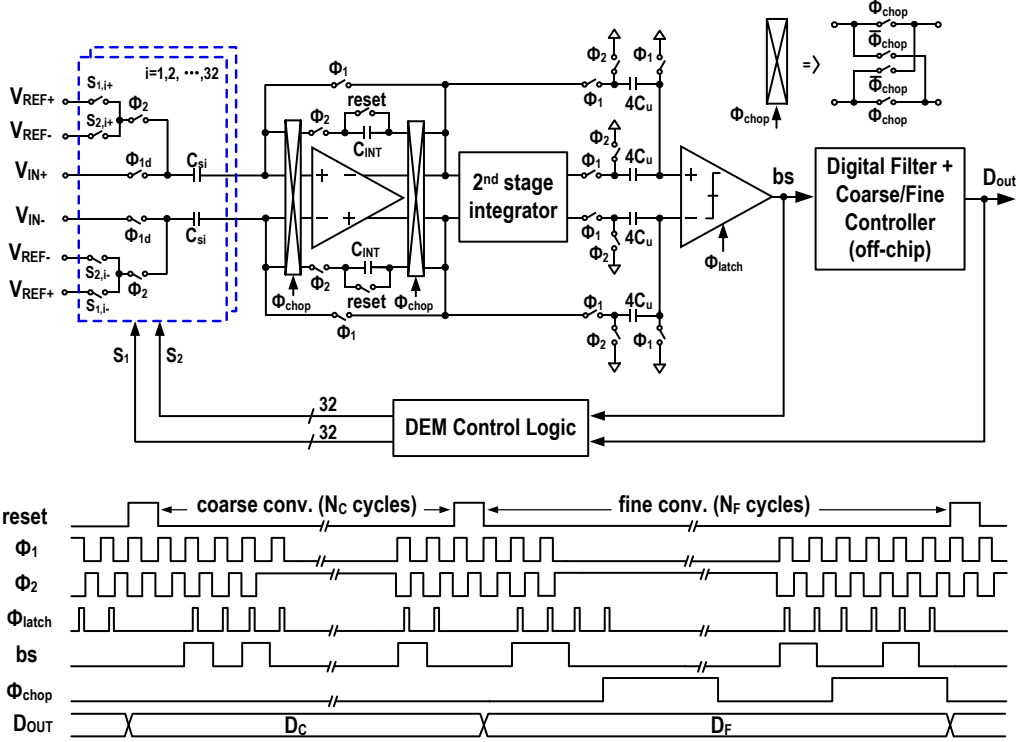 i=1,2, ···,32
S1,i+
VREF+
Φ2
S2,i+
VREF-
VIN+
Φ1d
Csi
VIN-
Φ1d
Csi
VREF-
S2,i-
Φ2
VREF+
S1,i-
S1
S2
Φ1
reset
Φ2
CINT
+
−
−
+
CINT
Φchop
Φ2
reset
Φchop
Φ1
2nd stage
integrator
Φ2
Φ1
Φ1
4Cu
Φ2
Φ1
4Cu
4Cu
Φ1
Φ2
Φ1
4Cu
Φ2
Φ1
+
−
Φlatch
bs
Digital Filter +
Coarse/Fine
Controller
(off-chip)
Dout
Φchop
=>
Φchop
Φ̅chop
Φ̅chop
Φchop
32
32
DEM Control Logic
reset
coarse conv. (NC cycles)
fine conv. (NF cycles)
Φ1
Φ2
Φlatch
bs
Φchop
DOUT
DC
DF